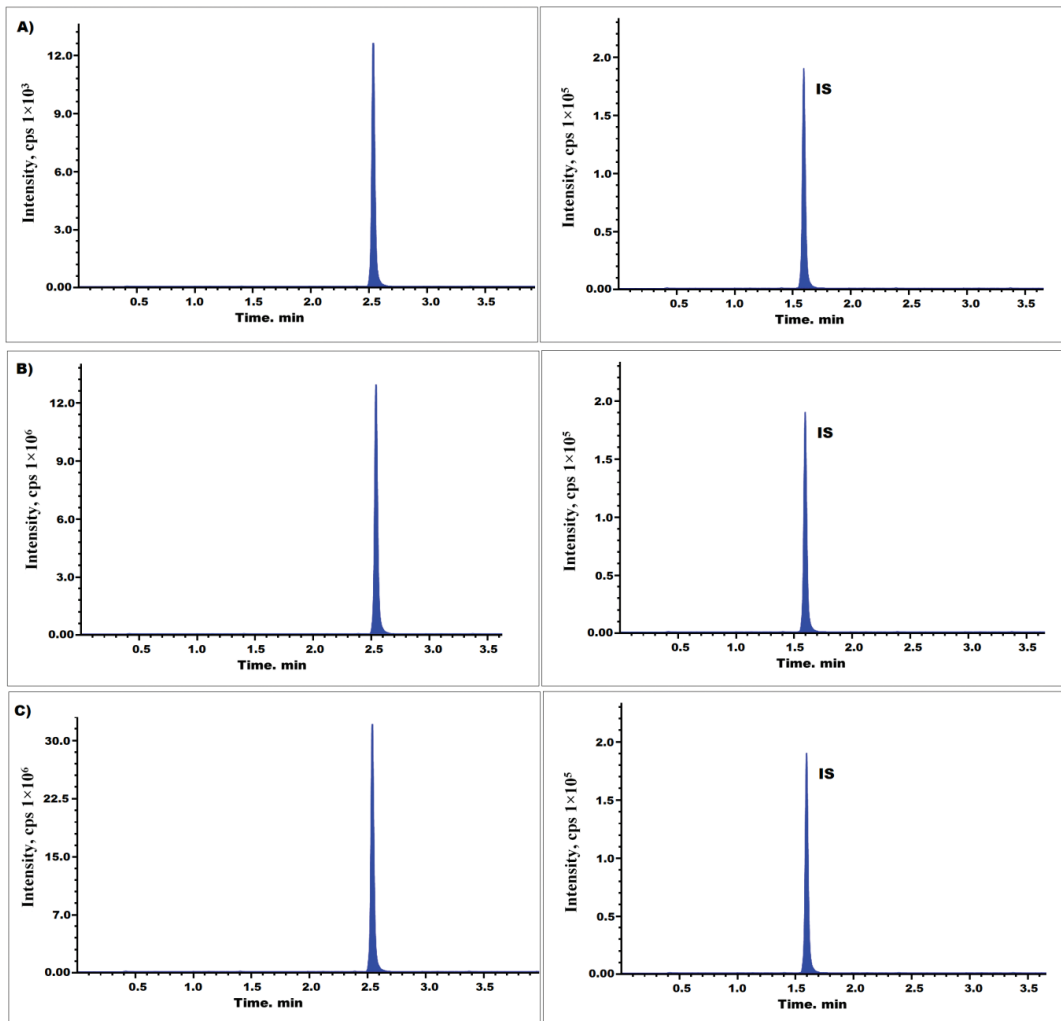 A)
Intensity, cps 1×10³
12.0
9.0
6.0
3.0
0.00
0.5 1.0 1.5 2.0 2.5 3.0 3.5
Time. min
IS
Intensity, cps 1×10⁵
2.0
1.5
1.0
0.5
0.00
0.5 1.0 1.5 2.0 2.5 3.0 3.5
Time. min
B)
Intensity, cps 1×10⁶
12.0
9.0
6.0
3.0
0.00
0.5 1.0 1.5 2.0 2.5 3.0 3.5
Time. min
IS
Intensity, cps 1×10⁵
2.0
1.5
1.0
0.5
0.00
0.5 1.0 1.5 2.0 2.5 3.0 3.5
Time. min
C)
Intensity, cps 1×10⁶
30.0
22.5
15.0
7.0
0.00
0.5 1.0 1.5 2.0 2.5 3.0 3.5
Time. min
IS
Intensity, cps 1×10⁵
2.0
1.5
1.0
0.5
0.00
0.5 1.0 1.5 2.0 2.5 3.0 3.5
Time. min